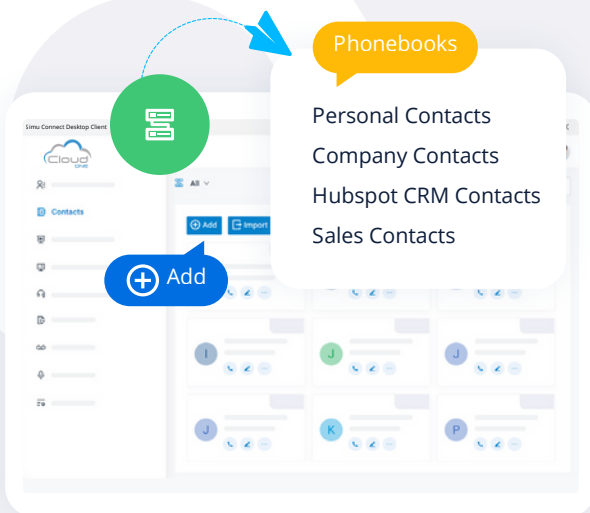 Phonebooks
Personal Contacts
Company Contacts
Hubspot CRM Contacts
Sales Contacts
Simu Connect Desktop Client
Cloud
ONE
All
Contacts
Add
Import
Add
I
J
J
J
K
P